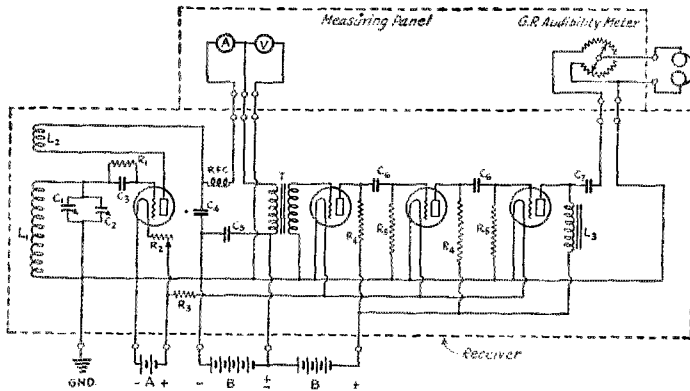 Measuring Panel
G.R Audibility Meter
A
V
L2
R1
RFC
C3
C1
C2
L1
R2
C4
C5
T
C6
C6
C7
R4
R5
R4
R5
L3
R3
Receiver
GND.
- A +
- B +
B +